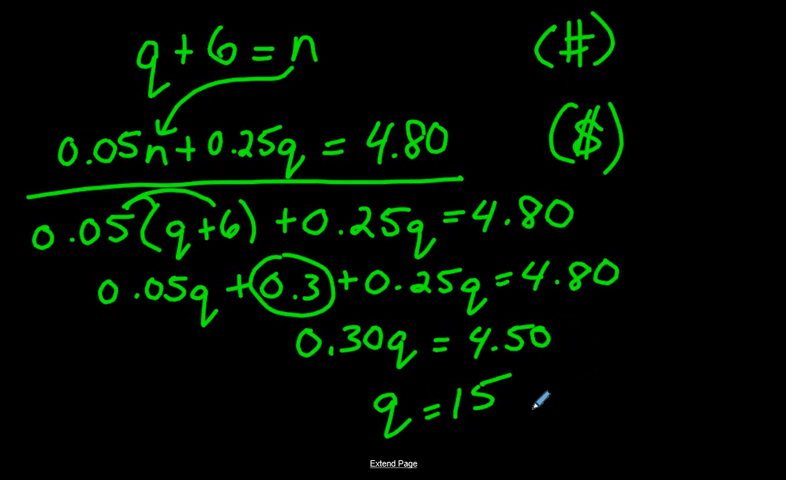 q + 6 = n (#)
0.05n + 0.25q = 4.80 ($)
0.05(q+6) + 0.25q = 4.80
0.05q + 0.3 + 0.25q = 4.80
0.30q = 4.50
q = 15
Extend Page